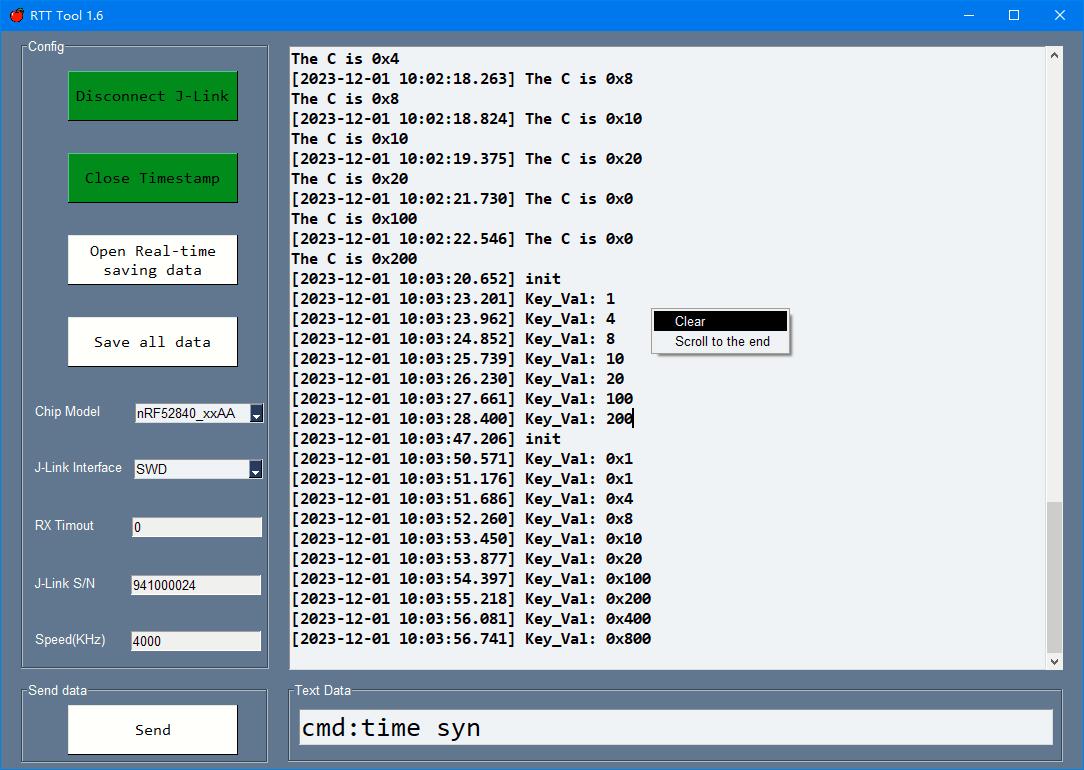 RTT Tool 1.6
Config
Disconnect J-Link
Close Timestamp
Open Real-time
saving data
Save all data
Chip Model
nRF52840_xxAA
J-Link Interface
SWD
RX Timout
0
J-Link S/N
941000024
Speed(KHz)
4000
The C is 0x4
[2023-12-01 10:02:18.263] The C is 0x8
The C is 0x8
[2023-12-01 10:02:18.824] The C is 0x10
The C is 0x10
[2023-12-01 10:02:19.375] The C is 0x20
The C is 0x20
[2023-12-01 10:02:21.730] The C is 0x0
The C is 0x100
[2023-12-01 10:02:22.546] The C is 0x0
The C is 0x200
[2023-12-01 10:03:20.652] init
[2023-12-01 10:03:23.201] Key_Val: 1
[2023-12-01 10:03:23.962] Key_Val: 4
[2023-12-01 10:03:24.852] Key_Val: 8
[2023-12-01 10:03:25.739] Key_Val: 10
[2023-12-01 10:03:26.230] Key_Val: 20
[2023-12-01 10:03:27.661] Key_Val: 100
[2023-12-01 10:03:28.400] Key_Val: 200
[2023-12-01 10:03:47.206] init
[2023-12-01 10:03:50.571] Key_Val: 0x1
[2023-12-01 10:03:51.176] Key_Val: 0x1
[2023-12-01 10:03:51.686] Key_Val: 0x4
[2023-12-01 10:03:52.260] Key_Val: 0x8
[2023-12-01 10:03:53.450] Key_Val: 0x10
[2023-12-01 10:03:53.877] Key_Val: 0x20
[2023-12-01 10:03:54.397] Key_Val: 0x100
[2023-12-01 10:03:55.218] Key_Val: 0x200
[2023-12-01 10:03:56.081] Key_Val: 0x400
[2023-12-01 10:03:56.741] Key_Val: 0x800
Clear
Scroll to the end
Send data
Send
Text Data
cmd:time syn